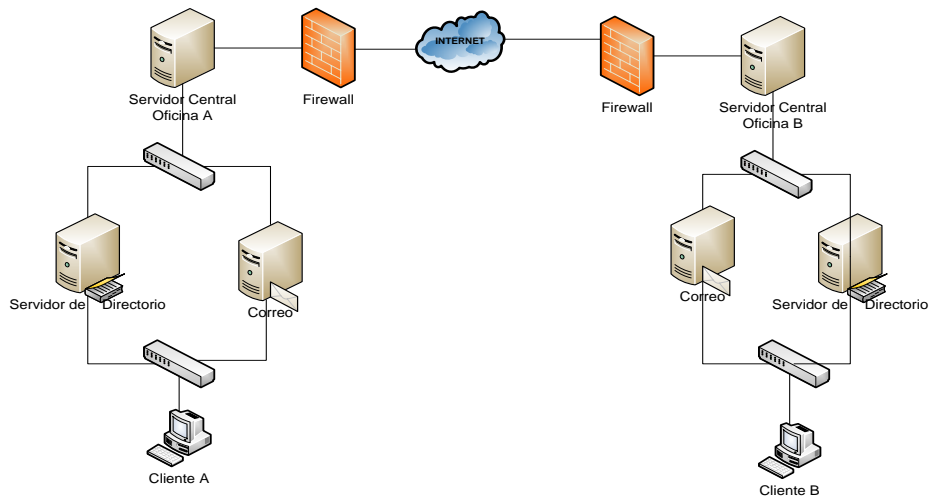 INTERNET
Servidor Central
Oficina A
Firewall
Firewall
Servidor Central
Oficina B
Servidor de Directorio
Correo
Correo
Servidor de Directorio
Cliente A
Cliente B